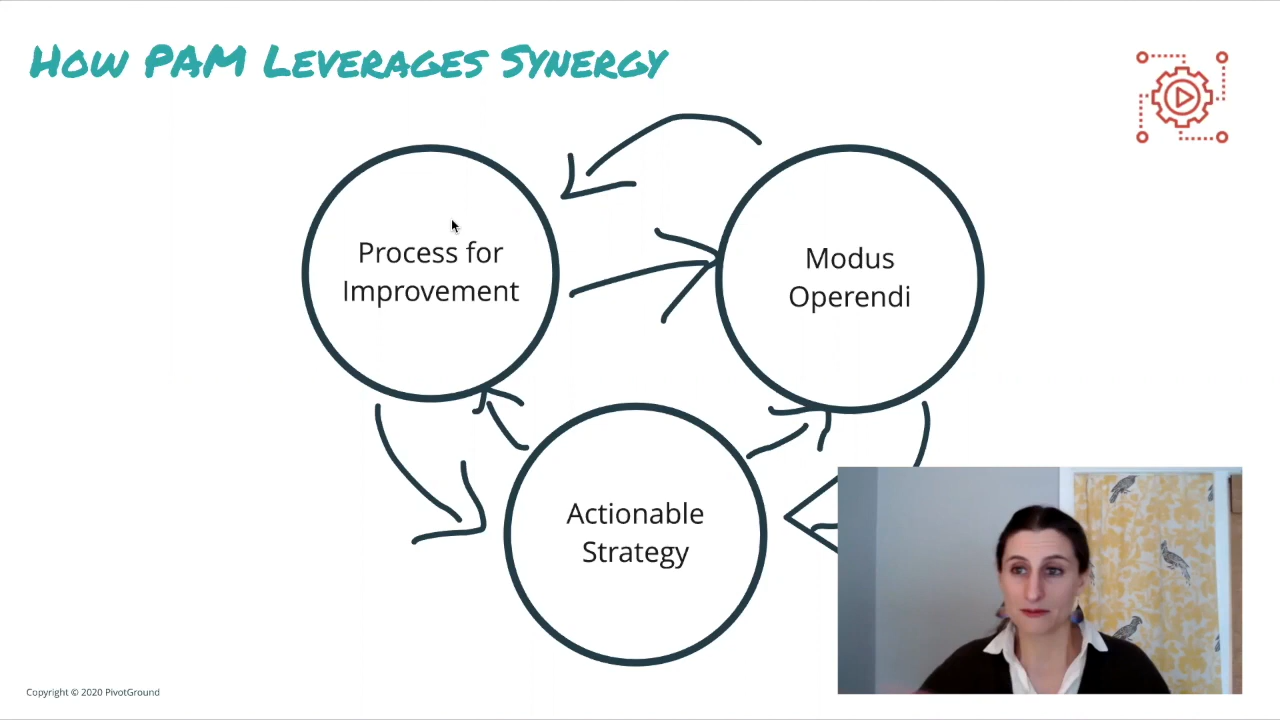 How PAM Leverages Synergy
Process for
Improvement
Modus
Operendi
Actionable
Strategy
Copyright © 2020 PivotGround